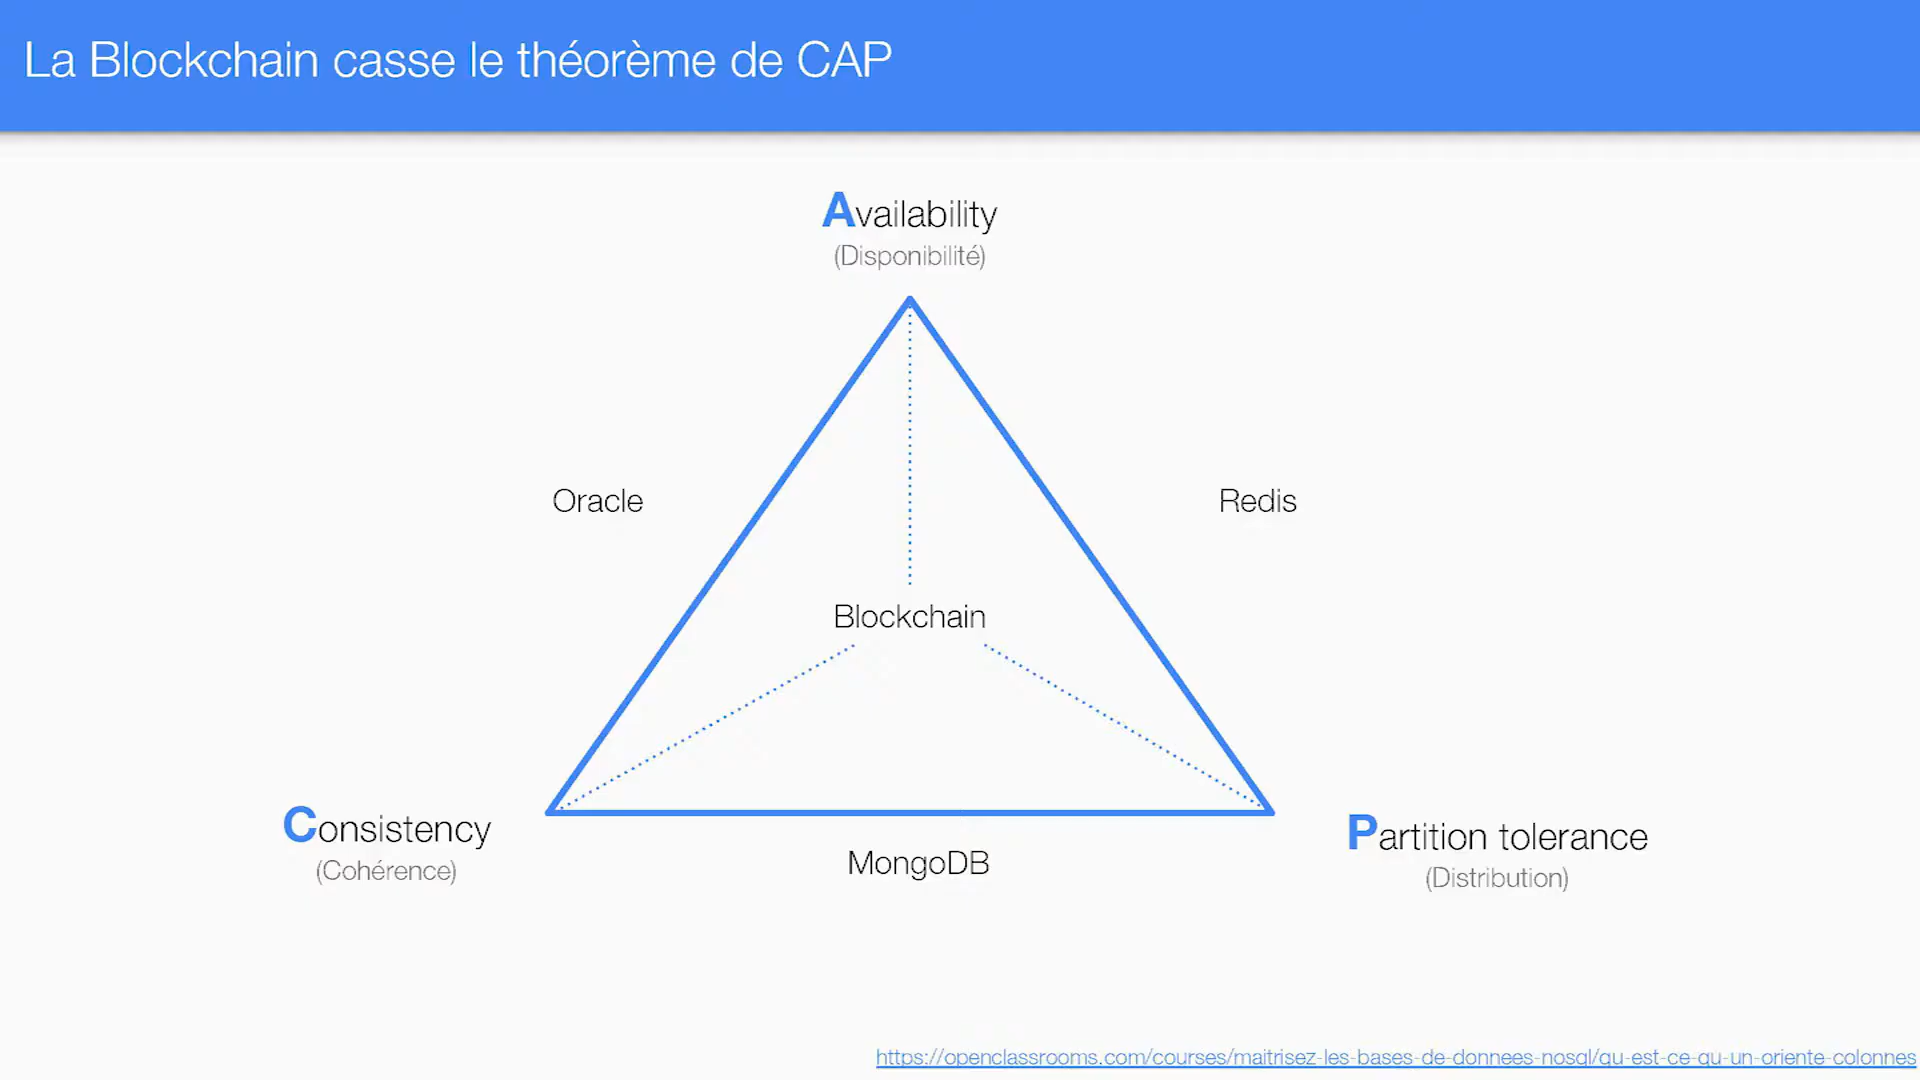 La Blockchain casse le théorème de CAP
Availability
(Disponibilité)
Oracle
Redis
Blockchain
Consistency
(Cohérence)
Partition tolerance
(Distribution)
MongoDB
https://openclassrooms.com/courses/maitrisez-les-bases-de-donnees-nosql/qu-est-ce-qu-un-oriente-colonnes